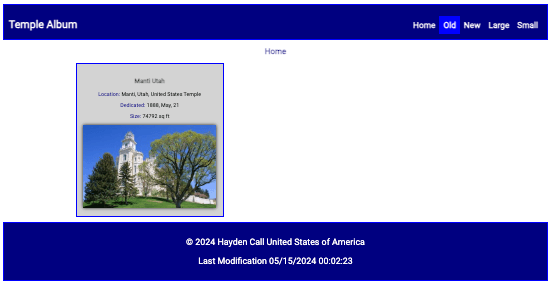 Temple Album
Home Old New Large Small
Home
Manti Utah
Location: Manti, Utah, United States Temple
Dedicated: 1888, May, 21
Size: 74792 sq ft
© 2024 Hayden Call United States of America
Last Modification 05/15/2024 00:02:23